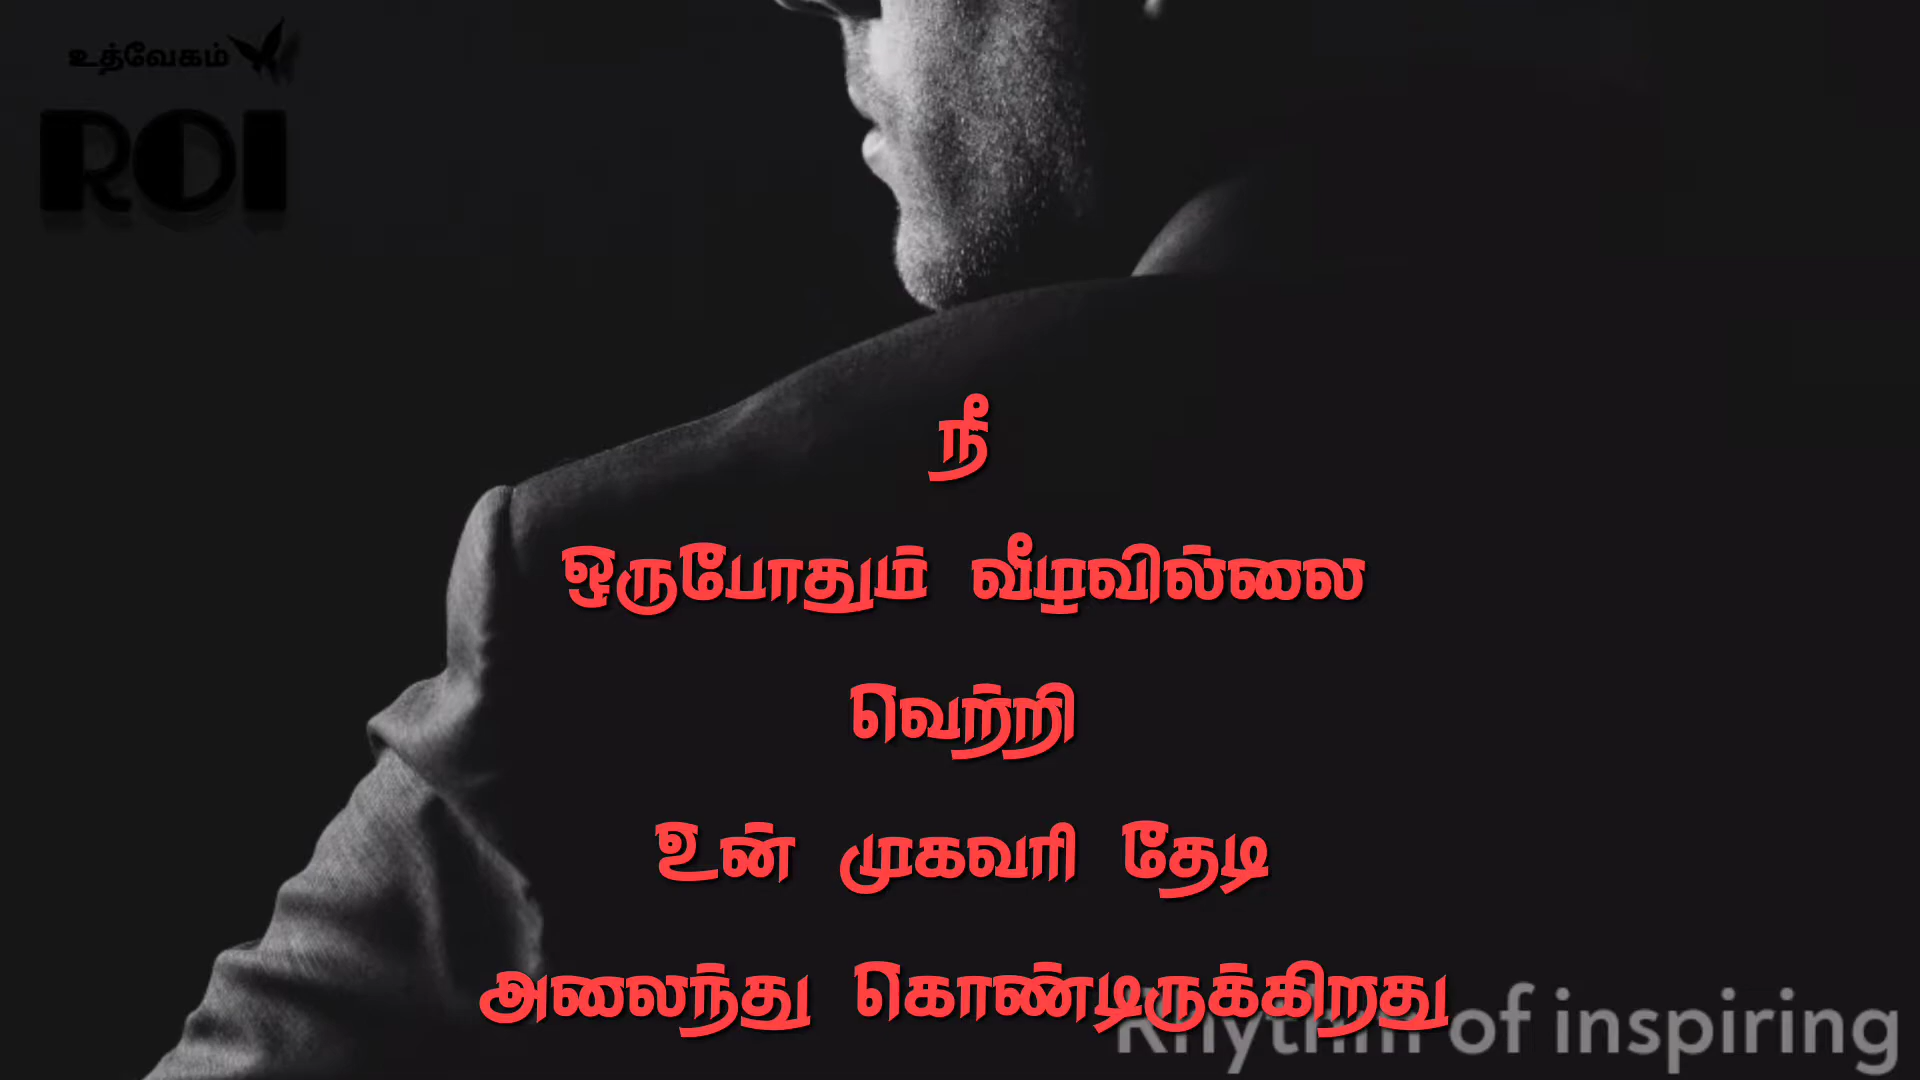 உத்வேகம்
ROI
நீ
ஒருபோதும் வீழவில்லை
வெற்றி
உன் முகவரி தேடி
அலைந்து கொண்டிருக்கிறது
Rhythm of inspiring